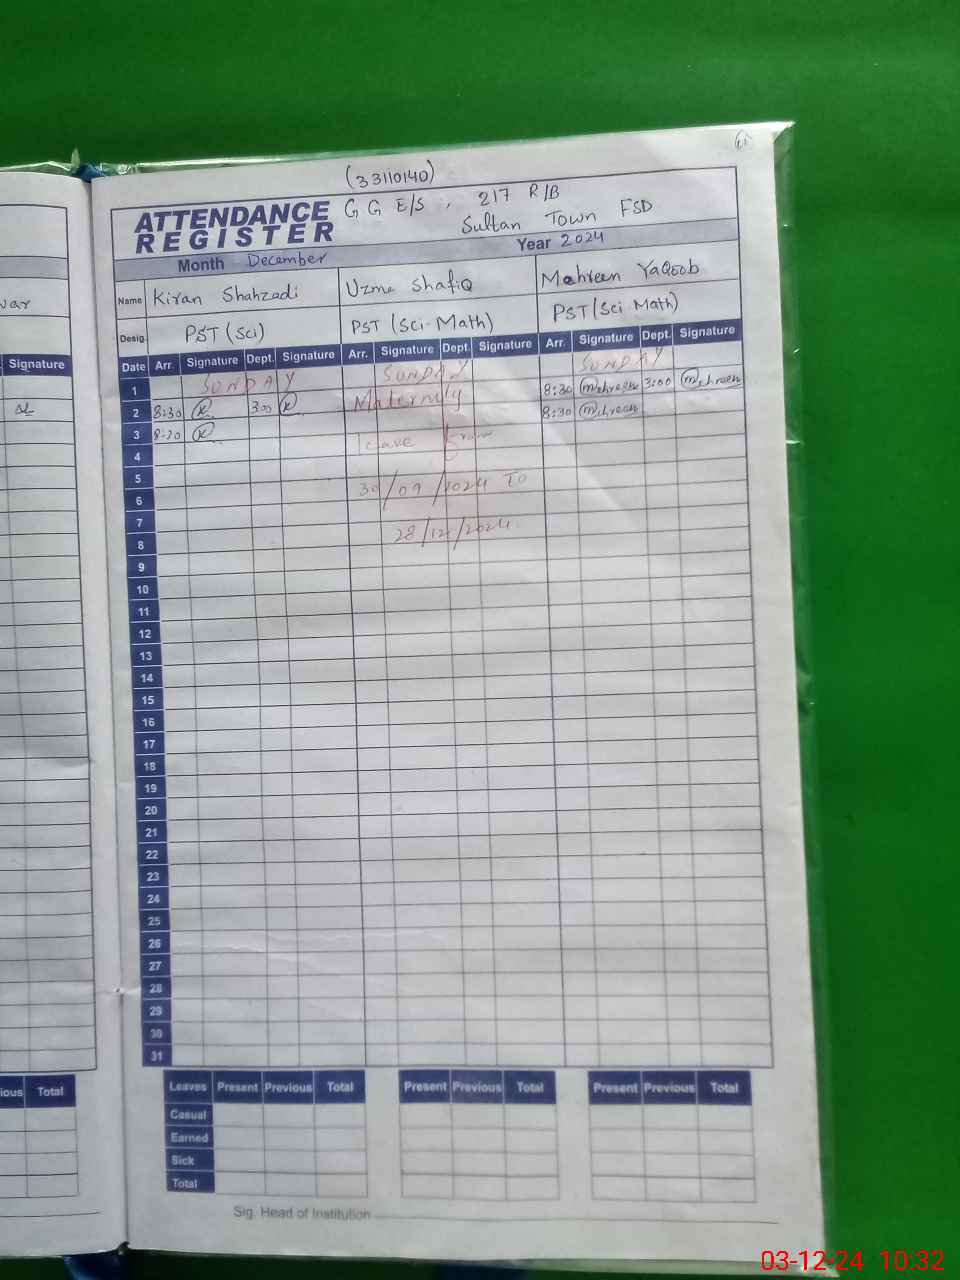 (33110140)
ATTENDANCE REGISTER
G G E/S , 217 R/B
Sultan Town FSD
Month December Year 2024
Name Kiran Shahzadi Uzma Shafiq Mehreen YaQoob
Desig. PST (Sci) PST (Sci-Math) PST (Sci Math)
Signature
Date Arr. Signature Dept. Signature Arr. Signature Dept. Signature Arr. Signature Dept. Signature
1 SUNDAY SUNDAY SUNDAY
2 8:30 3:00 Maternity 8:30 Mehreen 3:00 Mehreen
3 8:30 8:30 Mehreen
4 leave from
5
6 30/09/2024 To
7
8 28/12/2024
9
10
11
12
13
14
15
16
17
18
19
20
21
22
23
24
25
26
27
28
29
30
31
Total
Leaves Present Previous Total Present Previous Total Present Previous Total
Casual
Earned
Sick
Total
Sig. Head of Institution
03-12-24 10:32